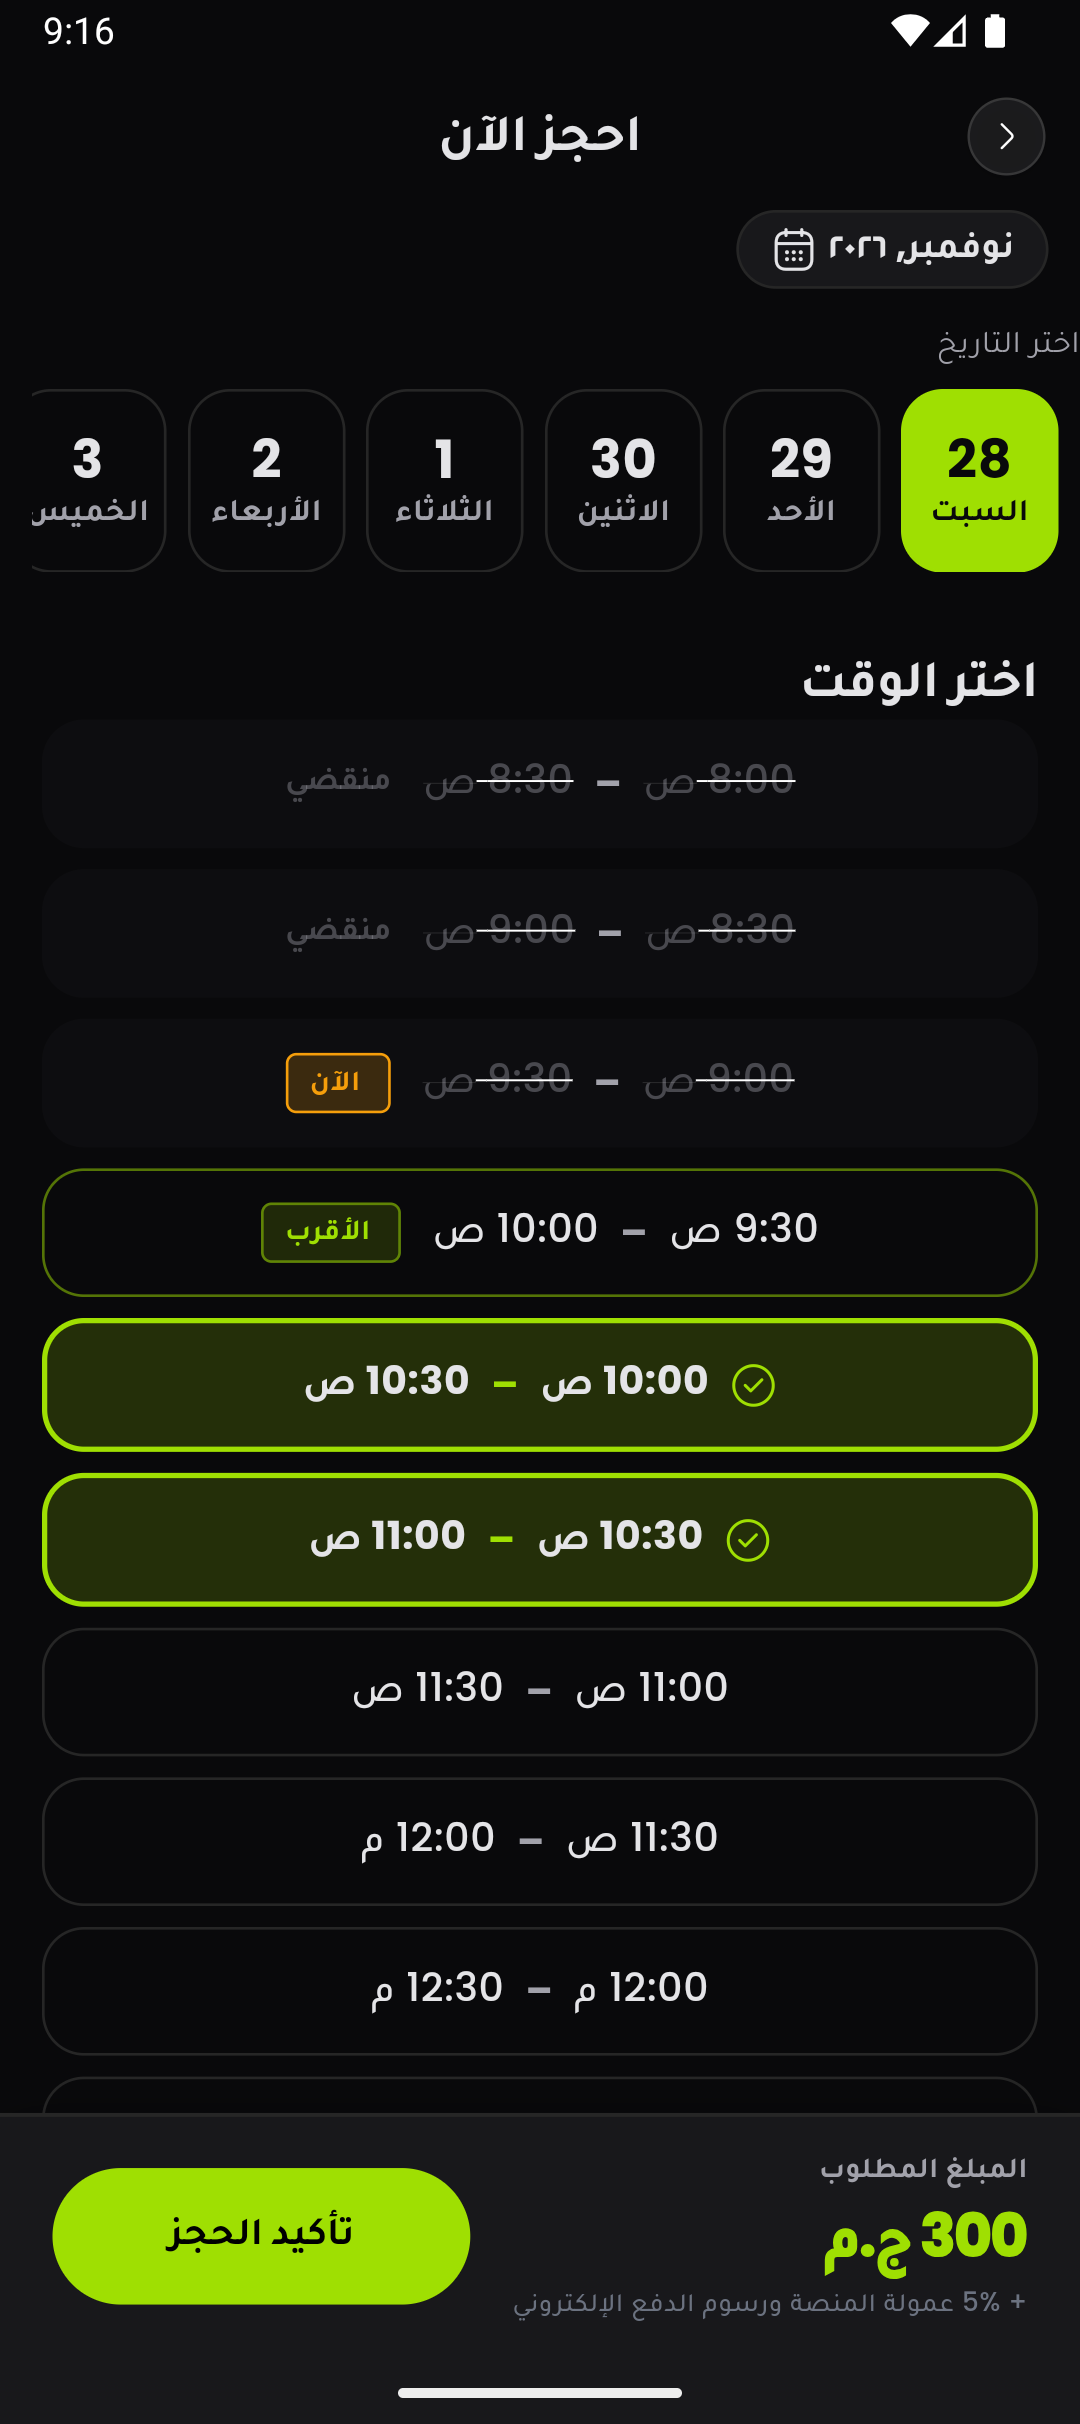 9:16
احجز الآن
نوفمبر, ٢٠٢٦
اختر التاريخ
28 29 30 1 2 3
السبت الأحد الاثنين الثلاثاء الأربعاء الخميس
اختر الوقت
8:00 ص – 8:30 ص منقضي
8:30 ص – 9:00 ص منقضي
9:00 ص – 9:30 ص الآن
9:30 ص – 10:00 ص الأقرب
10:00 ص – 10:30 ص
10:30 ص – 11:00 ص
11:00 ص – 11:30 ص
11:30 ص – 12:00 م
12:00 م – 12:30 م
المبلغ المطلوب
300 ج.م
+ 5% عمولة المنصة ورسوم الدفع الإلكتروني
تأكيد الحجز